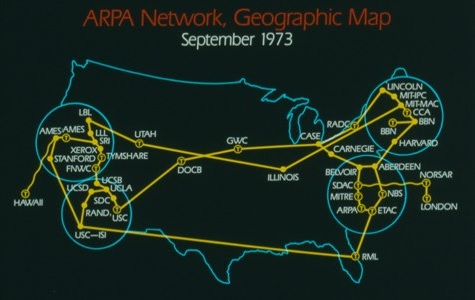 ARPA Network, Geographic Map
September 1973
LBL
LLL
AMES
AMES
SRI
XEROX
TYMSHARE
STANFORD
FNWC
UCSB
UCSD
UCLA
SDC
RAND.
USC
USC—ISI
HAWAII
UTAH
DOCB
GWC
ILLINOIS
CASE
CARNEGIE
RADC
LINCOLN
MIT-IPC
MIT-MAC
CCA
BBN
BBN
HARVARD
BELVOIR
ABERDEEN
SDAC
NORSAR
MITRE
NBS
LONDON
ARPA
ETAC
RML
T
T
T
T
T
T
T
T
T
T
T
T
T
T